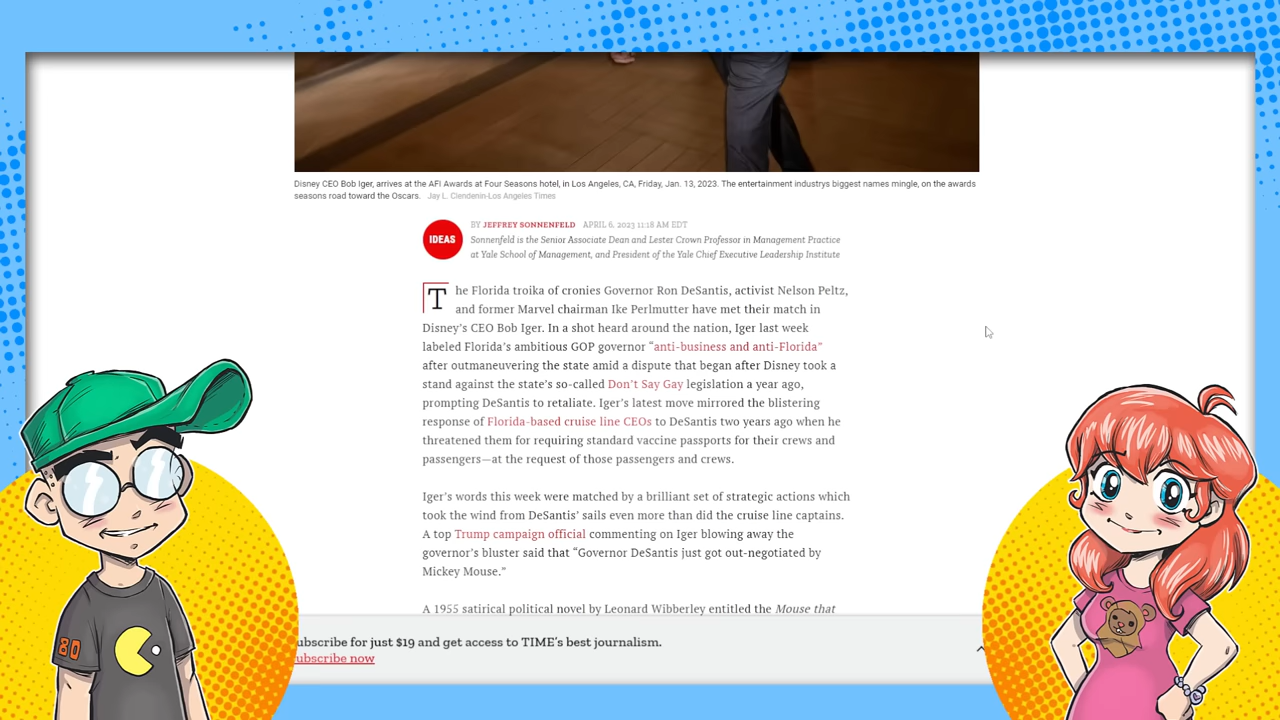 Disney CEO Bob Iger, arrives at the AFI Awards at Four Seasons hotel, in Los Angeles, CA, Friday, Jan. 13, 2023. The entertainment industrys biggest names mingle, on the awards
seasons road toward the Oscars. Jay L. Clendenin-Los Angeles Times
IDEAS
BY JEFFREY SONNENFELD APRIL 6, 2023 11:18 AM EDT
Sonnenfeld is the Senior Associate Dean and Lester Crown Professor in Management Practice
at Yale School of Management, and President of the Yale Chief Executive Leadership Institute
The Florida troika of cronies Governor Ron DeSantis, activist Nelson Peltz,
and former Marvel chairman Ike Perlmutter have met their match in
Disney's CEO Bob Iger. In a shot heard around the nation, Iger last week
labeled Florida's ambitious GOP governor “anti-business and anti-Florida”
after outmaneuvering the state amid a dispute that began after Disney took a
stand against the state's so-called Don't Say Gay legislation a year ago,
prompting DeSantis to retaliate. Iger's latest move mirrored the blistering
response of Florida-based cruise line CEOs to DeSantis two years ago when he
threatened them for requiring standard vaccine passports for their crews and
passengers—at the request of those passengers and crews.
Iger's words this week were matched by a brilliant set of strategic actions which
took the wind from DeSantis' sails even more than did the cruise line captains.
A top Trump campaign official commenting on Iger blowing away the
governor's bluster said that “Governor DeSantis just got out-negotiated by
Mickey Mouse.”
A 1955 satirical political novel by Leonard Wibberley entitled the Mouse that
ubscribe for just $19 and get access to TIME's best journalism.
ubscribe now
80